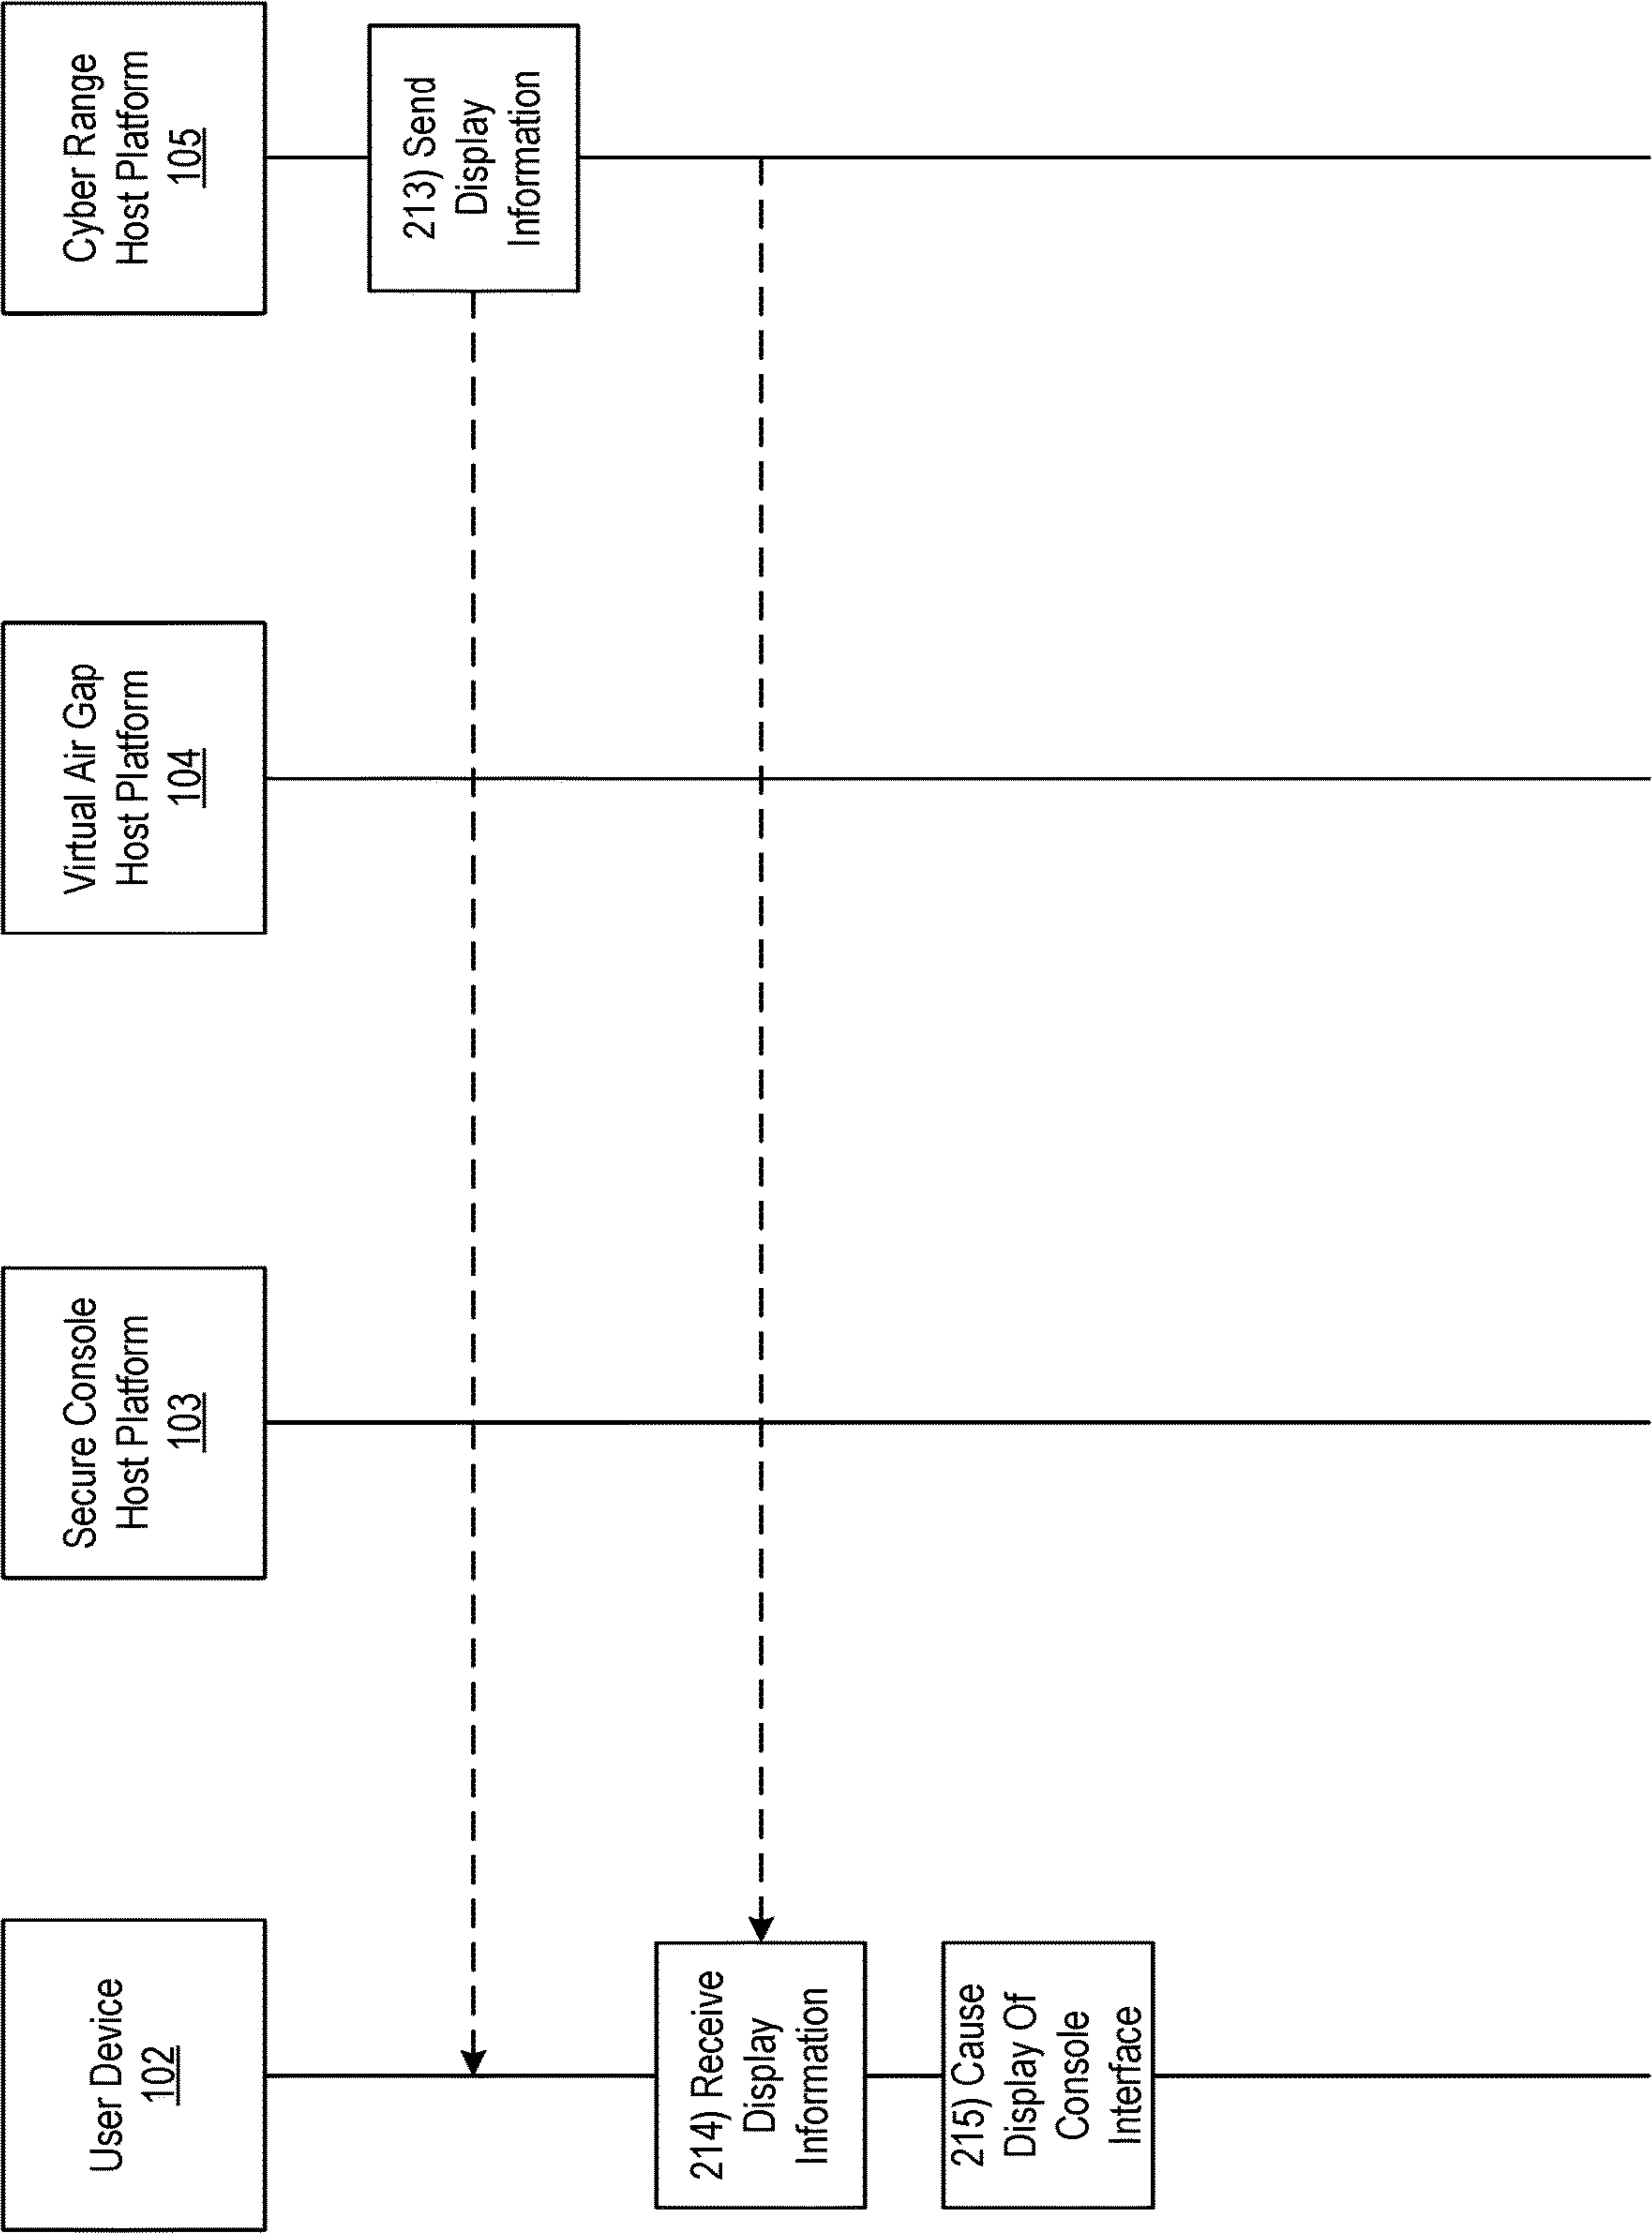 User Device
102
Secure Console
Host Platform
103
Virtual Air Gap
Host Platform
104
Cyber Range
Host Platform
105
213) Send
Display
Information
214) Receive
Display
Information
215) Cause
Display Of
Console
Interface